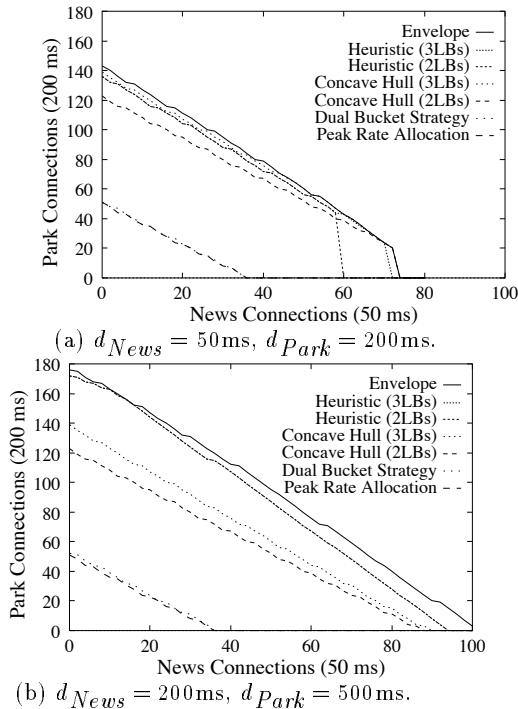 180
160
140
120
100
80
60
40
20
0
Park Connections (200 ms)
Envelope
Heuristic (3LBs)
Heuristic (2LBs)
Concave Hull (3LBs)
Concave Hull (2LBs)
Dual Bucket Strategy
Peak Rate Allocation
0 20 40 60 80 100
News Connections (50 ms)
(a) d_News = 50ms, d_Park = 200ms.
180
160
140
120
100
80
60
40
20
0
Park Connections (200 ms)
Envelope
Heuristic (3LBs)
Heuristic (2LBs)
Concave Hull (3LBs)
Concave Hull (2LBs)
Dual Bucket Strategy
Peak Rate Allocation
0 20 40 60 80 100
News Connections (50 ms)
(b) d_News = 200ms, d_Park = 500ms.